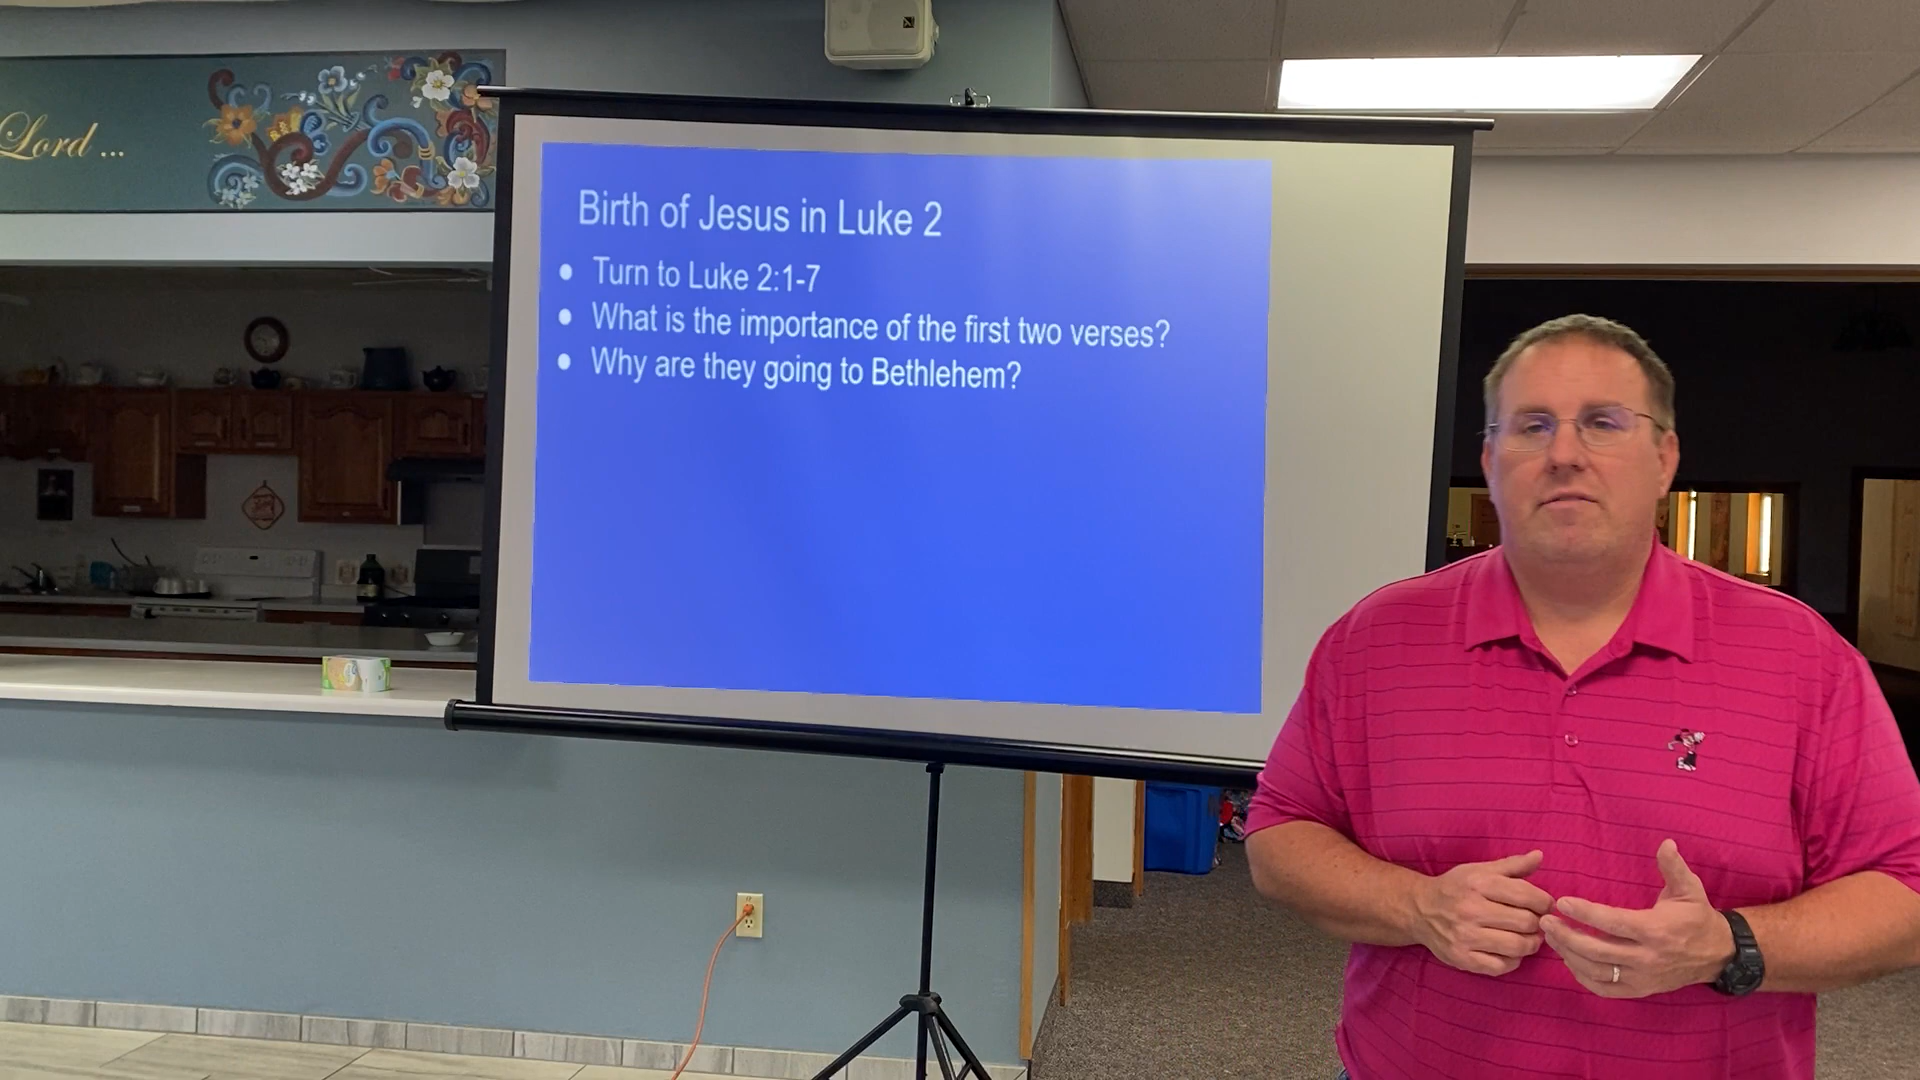 Lord ...
Birth of Jesus in Luke 2
● Turn to Luke 2:1-7
● What is the importance of the first two verses?
● Why are they going to Bethlehem?